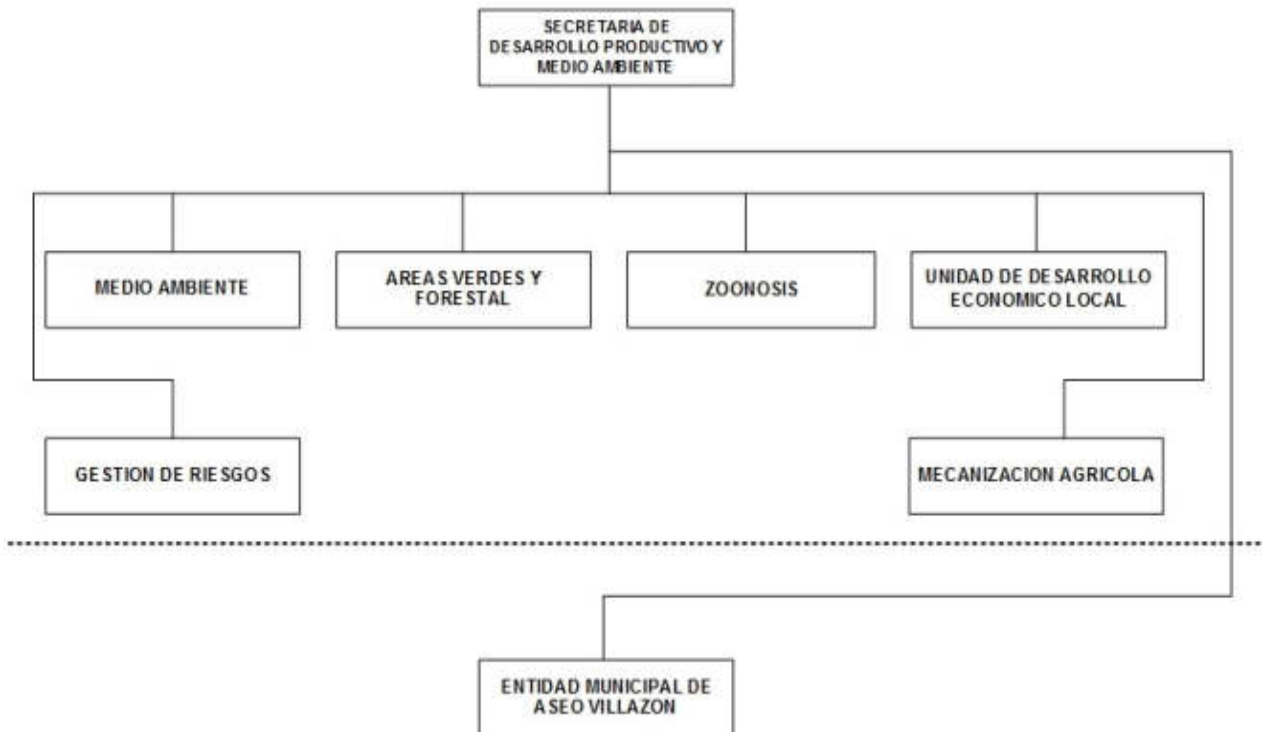 SECRETARIA DE
DESARROLLO PRODUCTIVO Y
MEDIO AMBIENTE
MEDIO AMBIENTE
AREAS VERDES Y
FORESTAL
ZOONOSIS
UNIDAD DE DESARROLLO
ECONOMICO LOCAL
GESTION DE RIESGOS
MECANIZACION AGRICOLA
ENTIDAD MUNICIPAL DE
ASEO VILLAZON